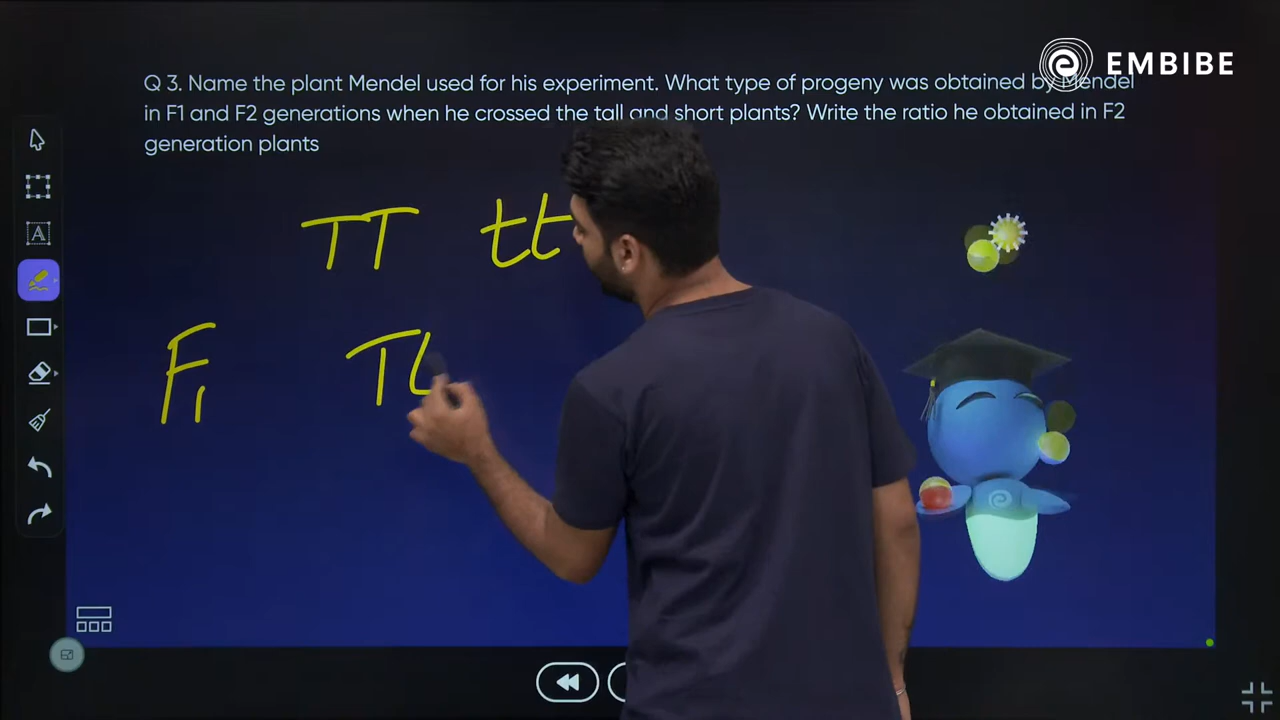 EMBIBE
Q 3. Name the plant Mendel used for his experiment. What type of progeny was obtained by Mendel
in F1 and F2 generations when he crossed the tall and short plants? Write the ratio he obtained in F2
generation plants
A
TT tt
F1 T